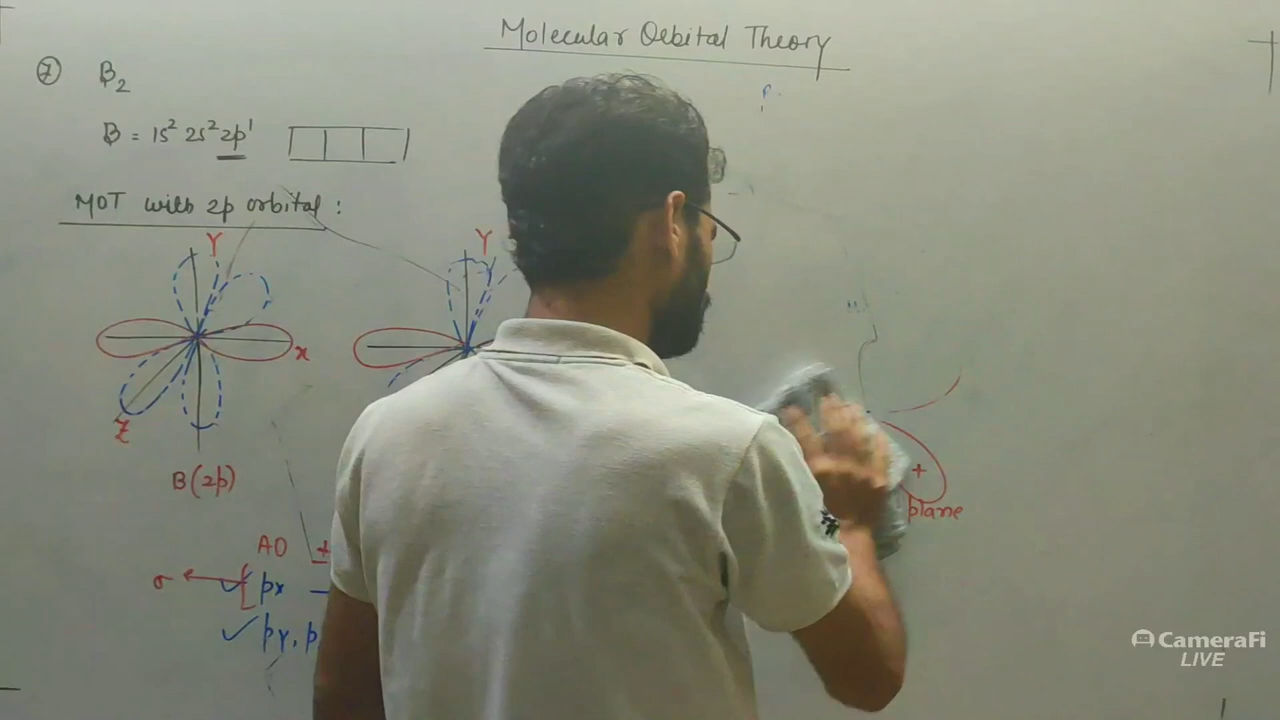 Molecular Orbital Theory
⑦ B₂
B = 1s² 2s² 2p¹
MOT with 2p orbital :
Y
Y
x
Z
B(2p)
+
plane
AO +
σ ← px –
✓ py, p
CameraFi
LIVE